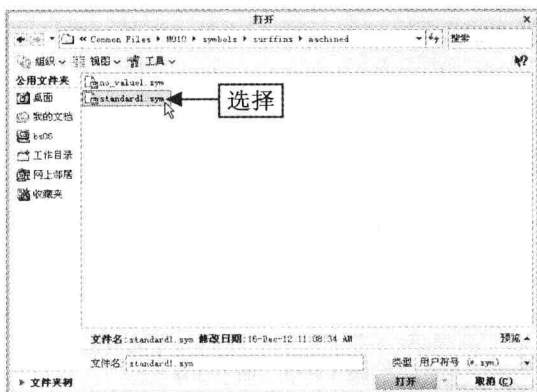 打开
« Common Files ▸ M010 ▸ symbols ▸ surffins ▸ machined
搜索
组织 视图 工具
公用文件夹
桌面
我的文档
bs06
工作目录
网上邻居
收藏夹
no_value1.sym
standard1.sym
选择
文件名:standard1.sym 修改日期:16-Dec-12 11:08:34 AM 预览
文件名: standard1.sym 类型 用户符号 (*.sym)
▸ 文件夹树
打开 取消(C)